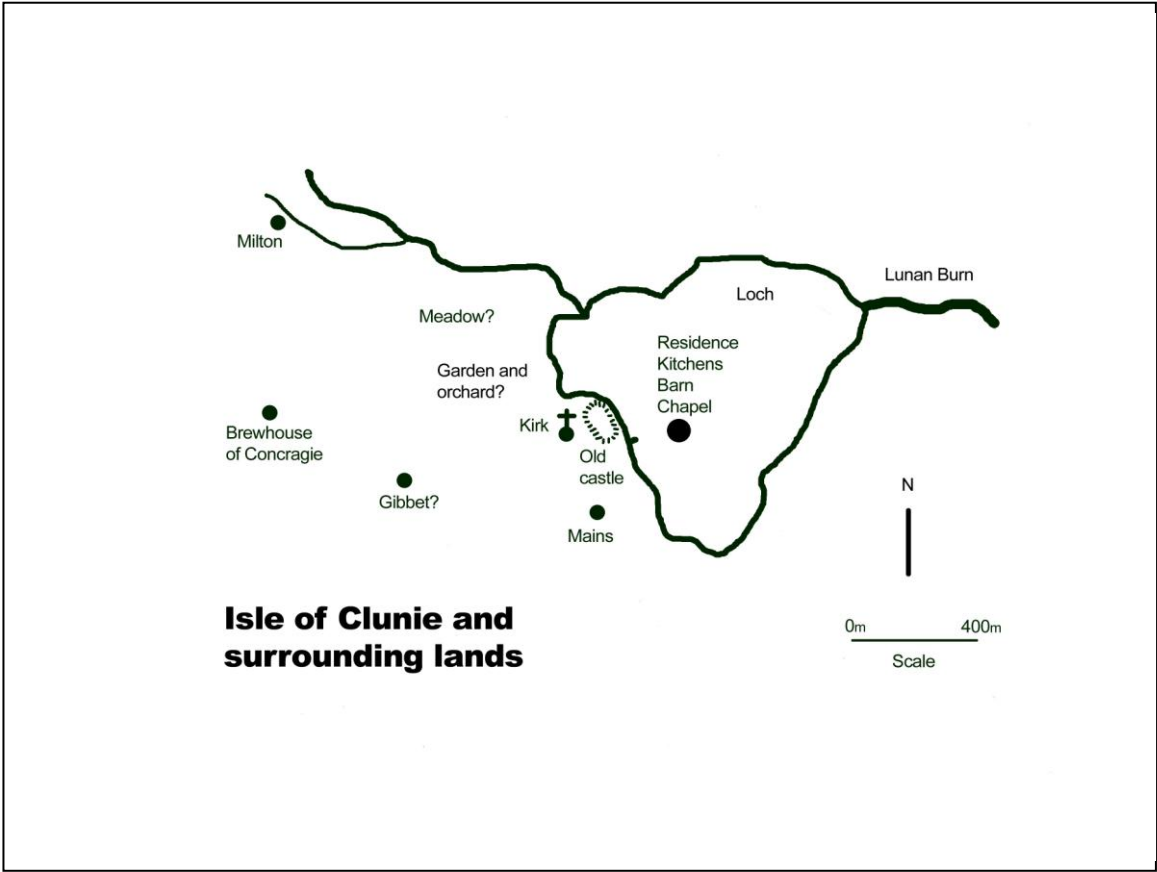 Milton
Lunan Burn
Loch
Meadow?
Residence
Kitchens
Barn
Chapel
Garden and
orchard?
Kirk
Brewhouse
of Concragie
Old
castle
Gibbet?
Mains
N
Isle of Clunie and
surrounding lands
0m 400m
Scale